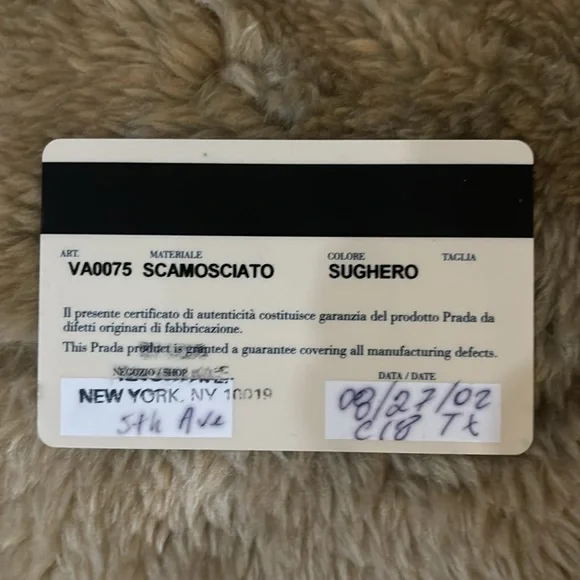 ART. MATERIALE COLORE TAGLIA
VA0075 SCAMOSCIATO SUGHERO
Il presente certificato di autenticità costituisce garanzia del prodotto Prada da
difetti originari di fabbricazione.
This Prada product is granted a guarantee covering all manufacturing defects.
NEGOZIO / SHOP DATA / DATE
NEW YORK, NY 10019
5th Ave
08/27/02
C18 Tx